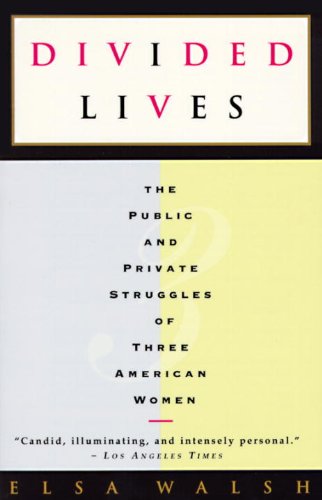 DIVIDED
LIVES
THE
PUBLIC
AND
PRIVATE
STRUGGLES
OF
THREE
AMERICAN
WOMEN
"Candid, illuminating, and intensely personal."
– LOS ANGELES TIMES
ELSA WALSH